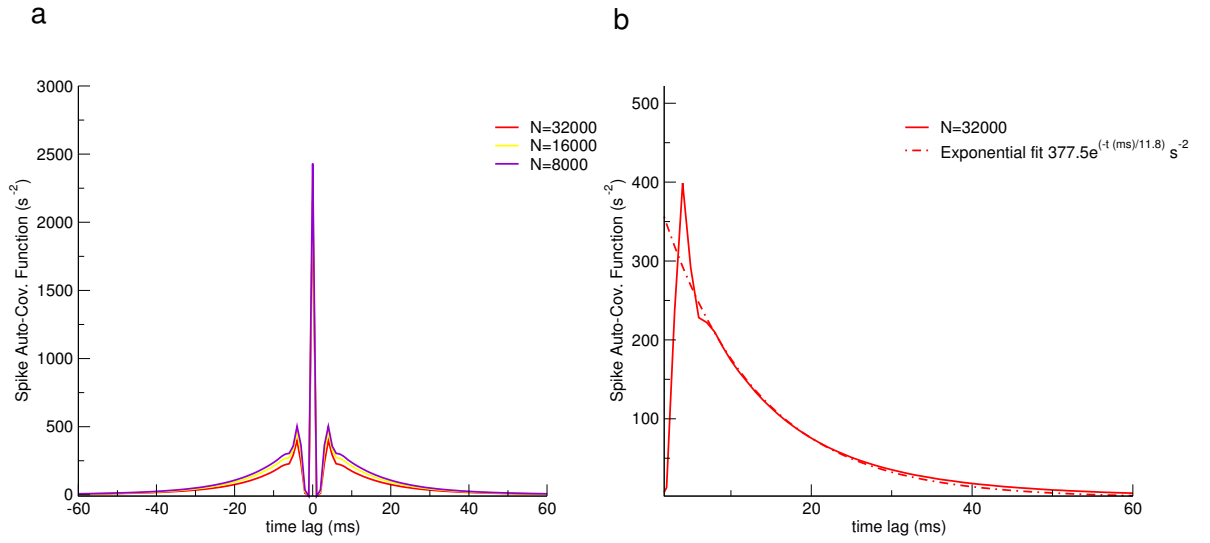 a
3000
2500
2000
1500
1000
500
0
Spike Auto-Cov. Function (s⁻²)
-60 -40 -20 0 20 40 60
time lag (ms)
N=32000
N=16000
N=8000
b
500
400
300
200
100
Spike Auto-Cov. Function (s⁻²)
20 40 60
time lag (ms)
N=32000
Exponential fit 377.5e^(-t (ms)/11.8) s⁻²